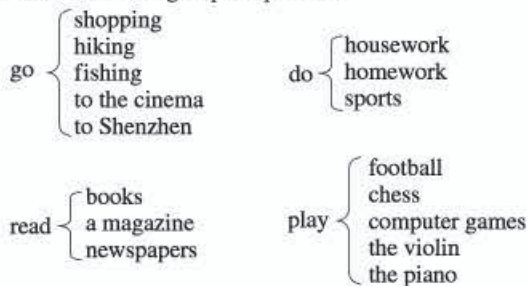 go
shopping
hiking
fishing
to the cinema
to Shenzhen
do
housework
homework
sports
read
books
a magazine
newspapers
play
football
chess
computer games
the violin
the piano